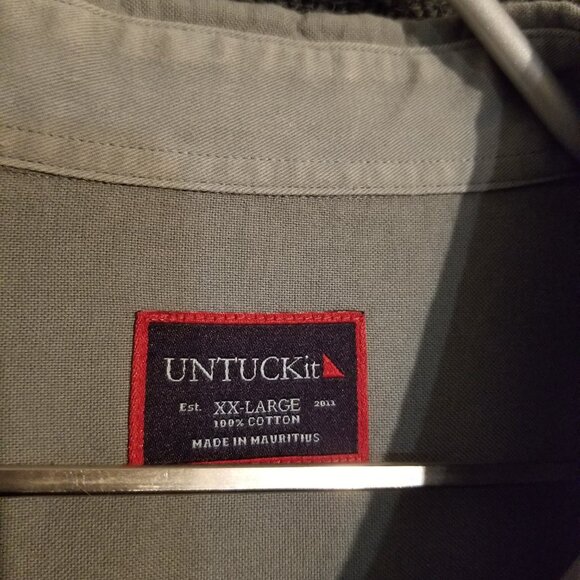 UNTUCKit
Est. XX-LARGE 2011
100% COTTON
MADE IN MAURITIUS